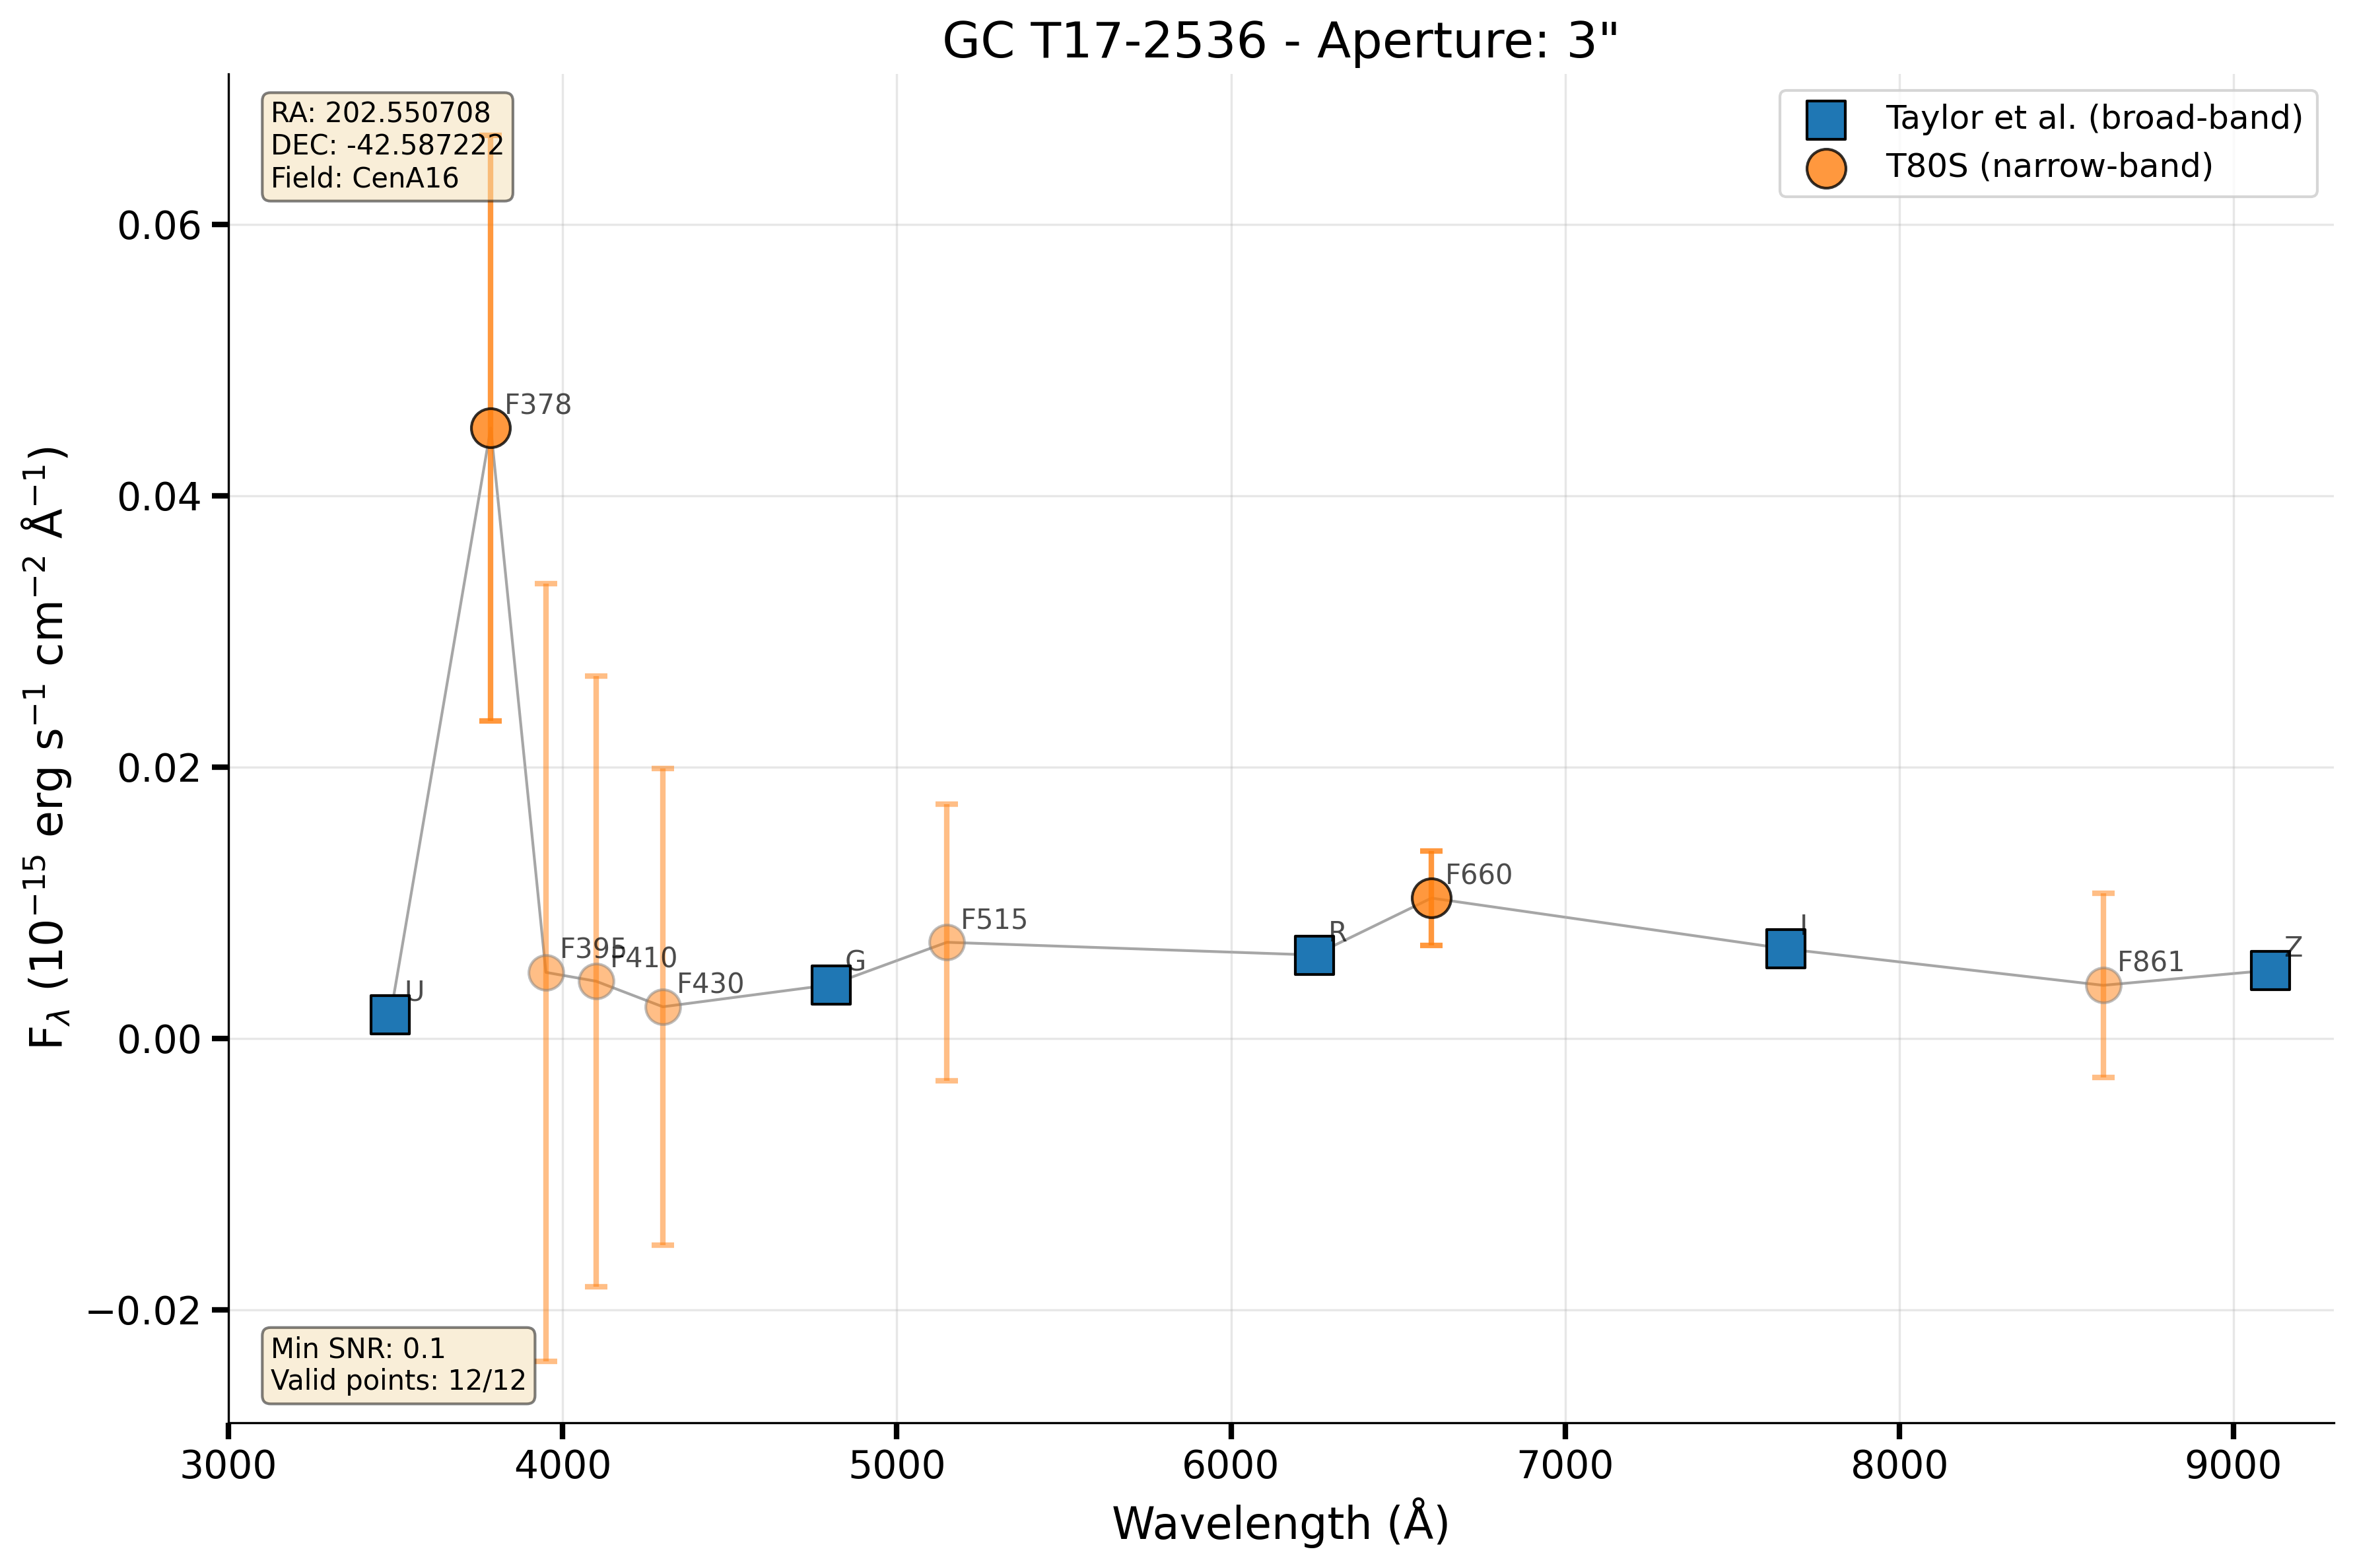 GC T17-2536 - Aperture: 3"
RA: 202.550708
DEC: -42.587222
Field: CenA16
Taylor et al. (broad-band)
T80S (narrow-band)
F_λ (10⁻¹⁵ erg s⁻¹ cm⁻² Å⁻¹)
0.06
0.04
0.02
0.00
−0.02
U
F378
F395
F410
F430
G
F515
R
F660
I
F861
Z
Min SNR: 0.1
Valid points: 12/12
3000
4000
5000
6000
7000
8000
9000
Wavelength (Å)